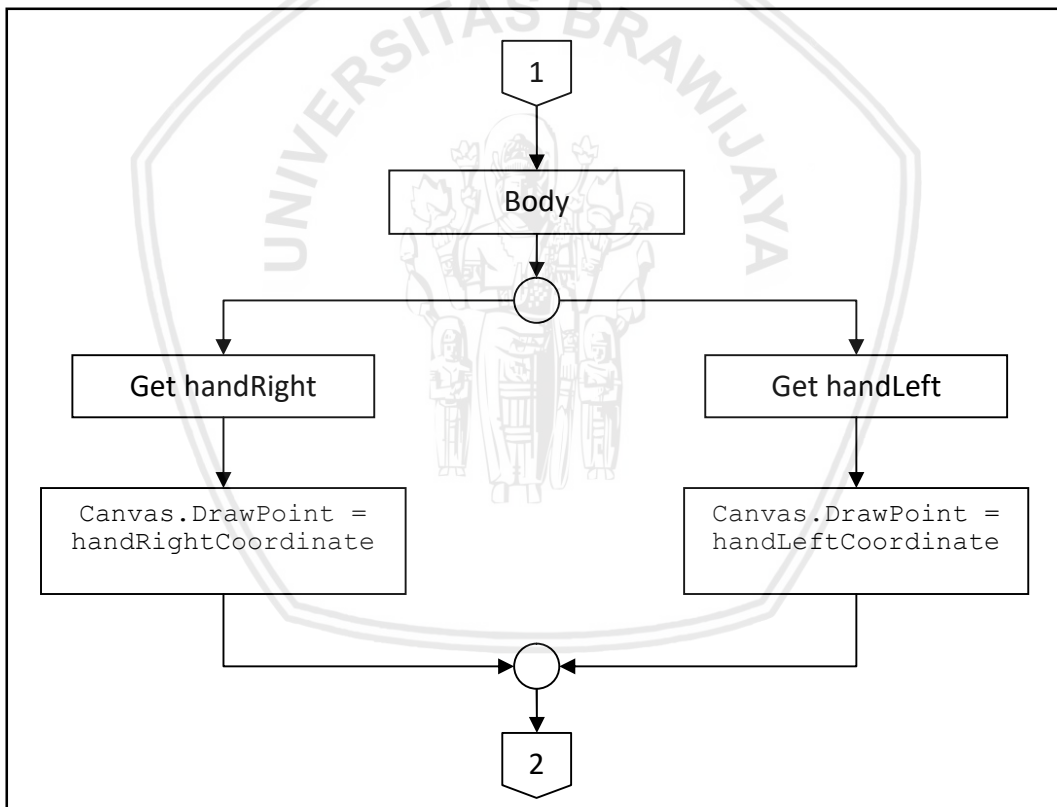 UNIVERSITAS BRAWIJAYA
1
Body
Get handRight
Get handLeft
Canvas.DrawPoint =
handRightCoordinate
Canvas.DrawPoint =
handLeftCoordinate
2